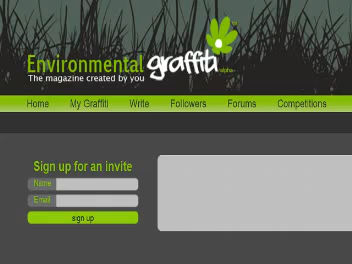 Environmental graffiti alpha
The magazine created by you
Home My Graffiti Write Followers Forums Competitions
Sign up for an invite
Name
Email
sign up